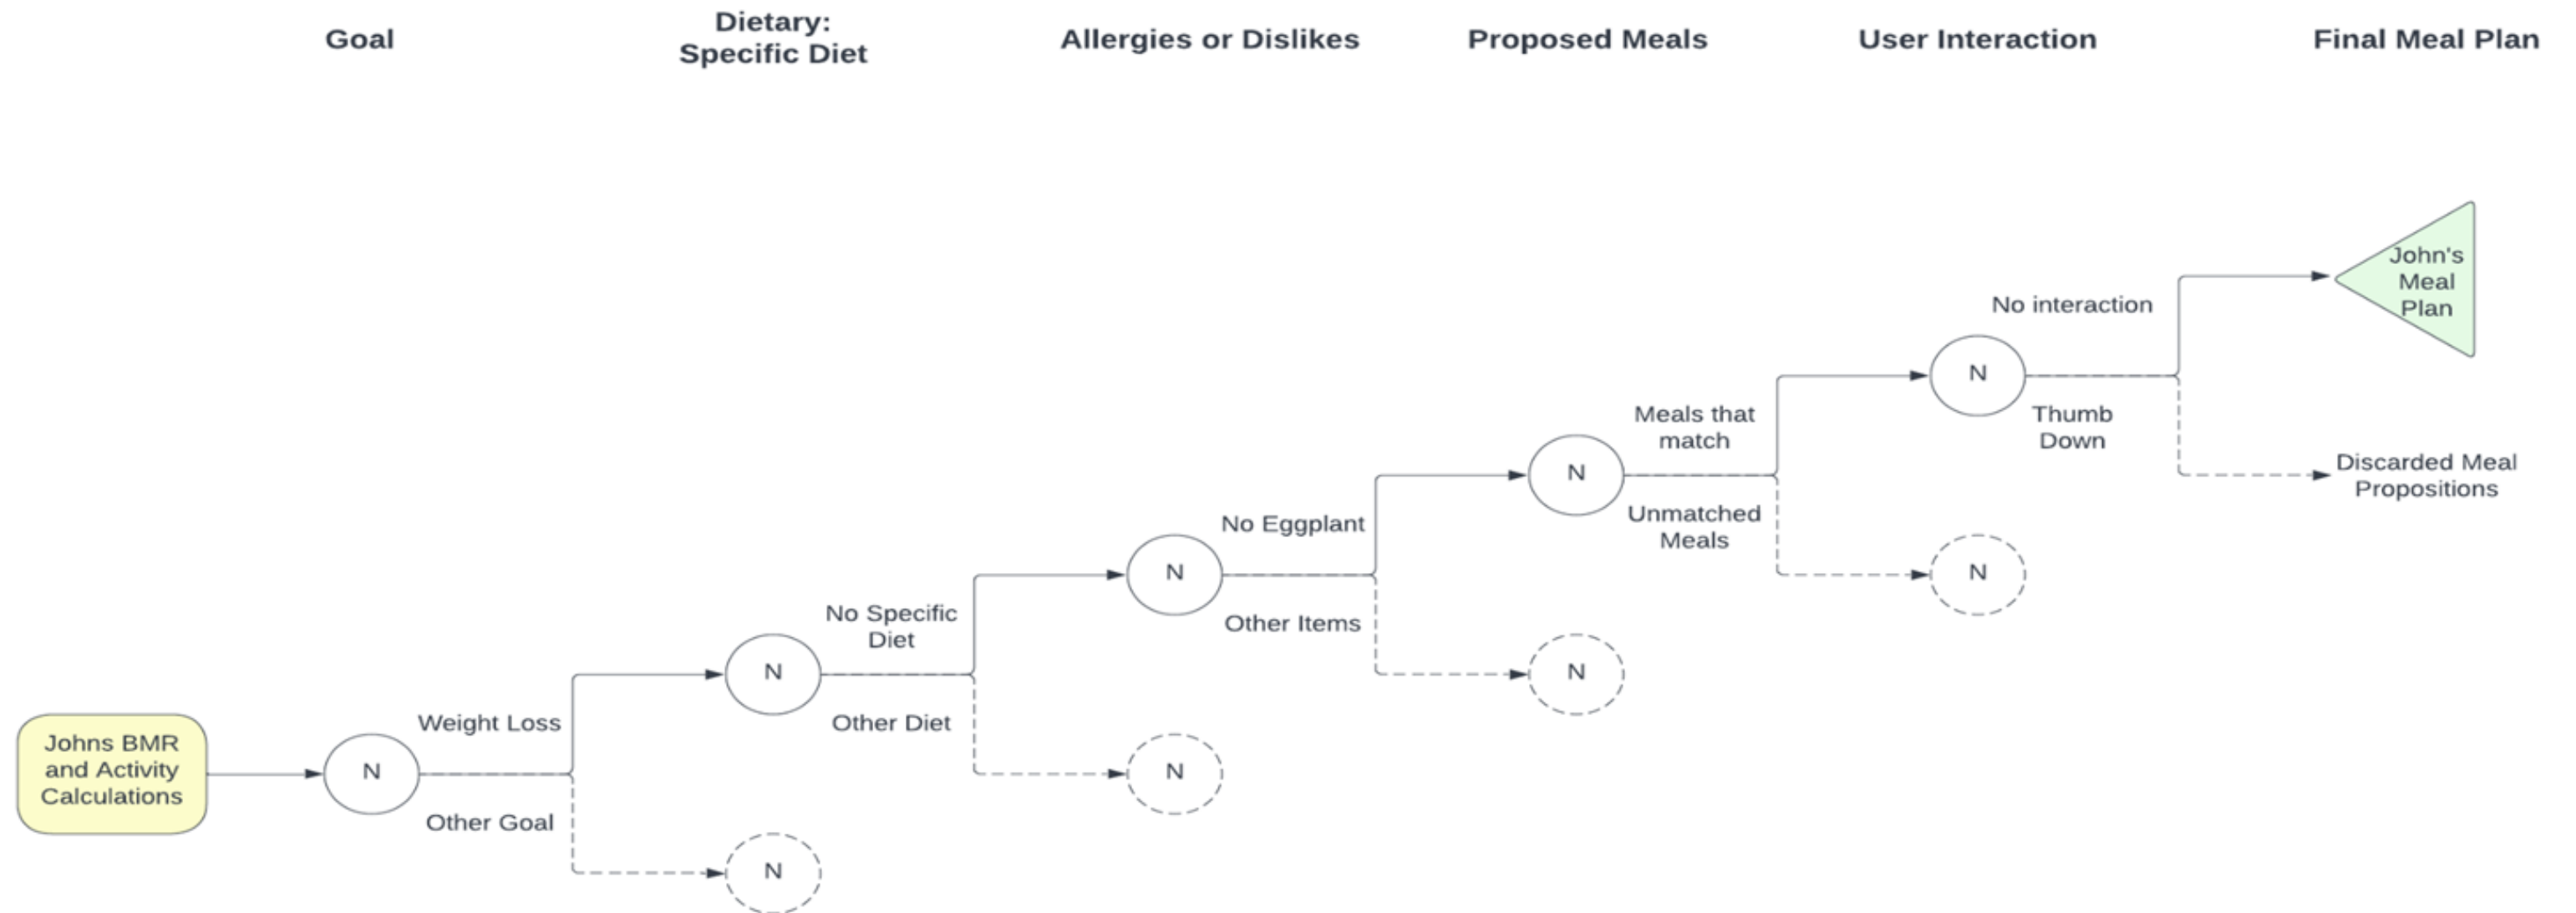 Goal
Dietary:
Specific Diet
Allergies or Dislikes
Proposed Meals
User Interaction
Final Meal Plan
John's
Meal
Plan
No interaction
N
Thumb
Down
Discarded Meal
Propositions
Meals that
match
N
Unmatched
Meals
N
No Eggplant
N
Other Items
N
No Specific
Diet
N
Other Diet
N
Weight Loss
Johns BMR
and Activity
Calculations
N
Other Goal
N